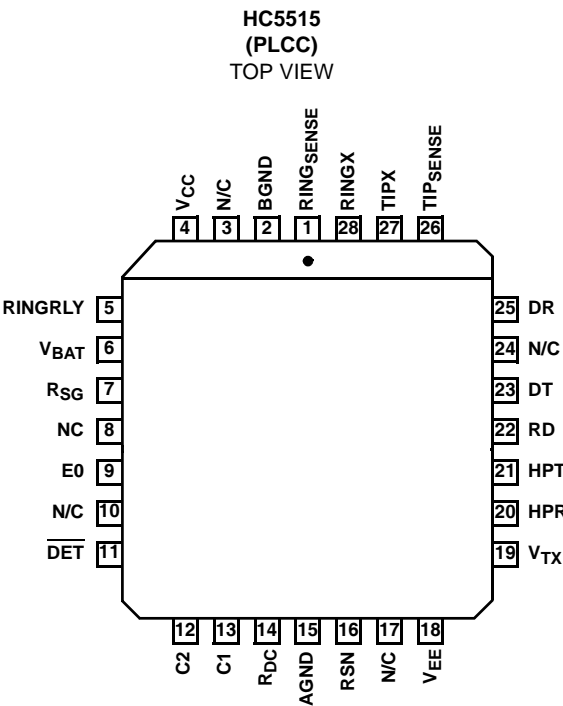 HC5515
(PLCC)
TOP VIEW
VCC
N/C
BGND
RINGSENSE
RINGX
TIPX
TIPSENSE
4 3 2 1 28 27 26
RINGRLY 5
VBAT 6
RSG 7
NC 8
E0 9
N/C 10
DET 11
25 DR
24 N/C
23 DT
22 RD
21 HPT
20 HPR
19 VTX
12 13 14 15 16 17 18
C2
C1
RDC
AGND
RSN
N/C
VEE